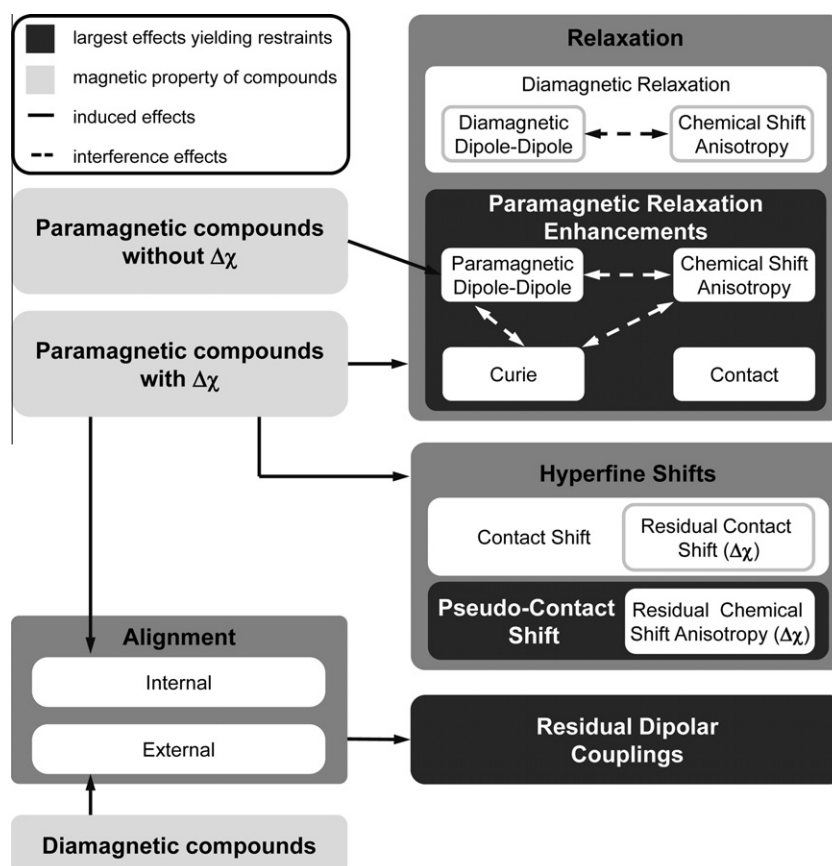 largest effects yielding restraints
magnetic property of compounds
induced effects
interference effects
Relaxation
Diamagnetic Relaxation
Diamagnetic
Dipole-Dipole
Chemical Shift
Anisotropy
Paramagnetic compounds
without Δχ
Paramagnetic Relaxation
Enhancements
Paramagnetic
Dipole-Dipole
Chemical Shift
Anisotropy
Curie
Contact
Paramagnetic compounds
with Δχ
Hyperfine Shifts
Contact Shift
Residual Contact
Shift (Δχ)
Pseudo-Contact
Shift
Residual Chemical
Shift Anisotropy (Δχ)
Alignment
Internal
External
Residual Dipolar
Couplings
Diamagnetic compounds